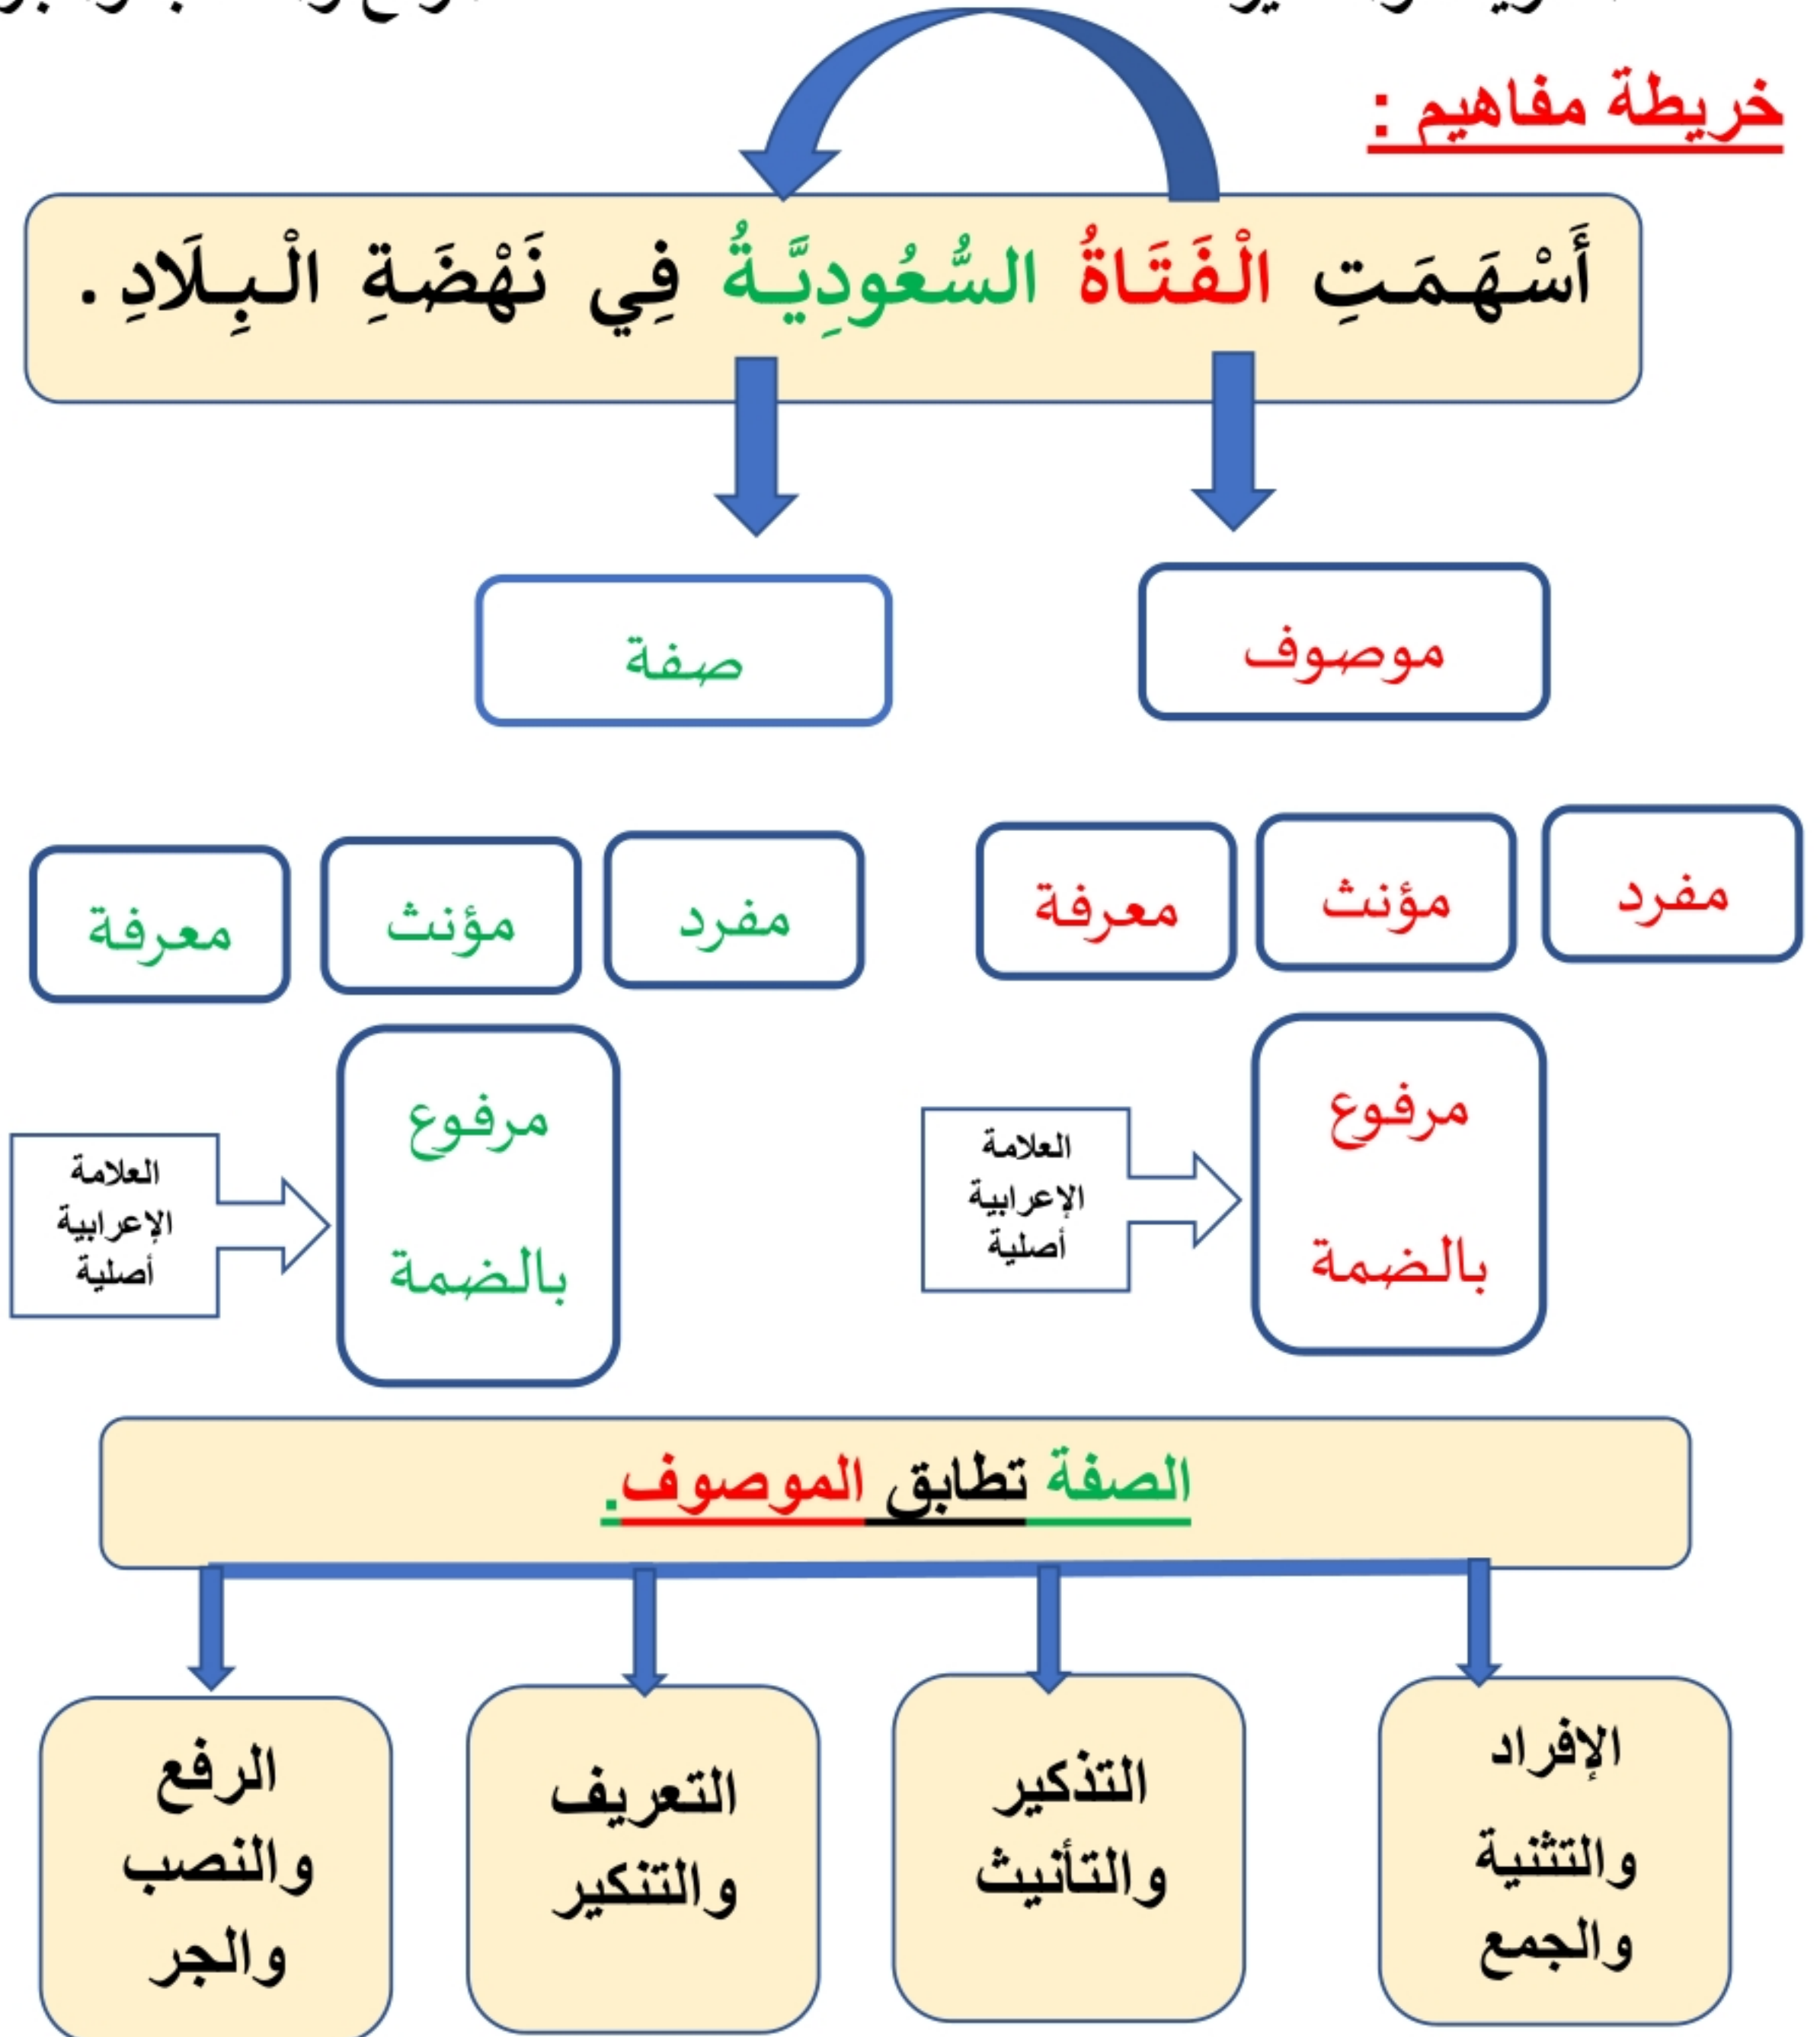 خريطة مفاهيم :
أَسْهَمَتِ الْفَتَاةُ السُّعُودِيَّةُ فِي نَهْضَةِ الْبِلَادِ .
موصوف
صفة
مفرد
مؤنث
معرفة
مفرد
مؤنث
معرفة
مرفوع
بالضمة
العلامة
الإعرابية
أصلية
مرفوع
بالضمة
العلامة
الإعرابية
أصلية
الصفة تطابق الموصوف.
الإفراد
والتثنية
والجمع
التذكير
والتأنيث
التعريف
والتنكير
الرفع
والنصب
والجر